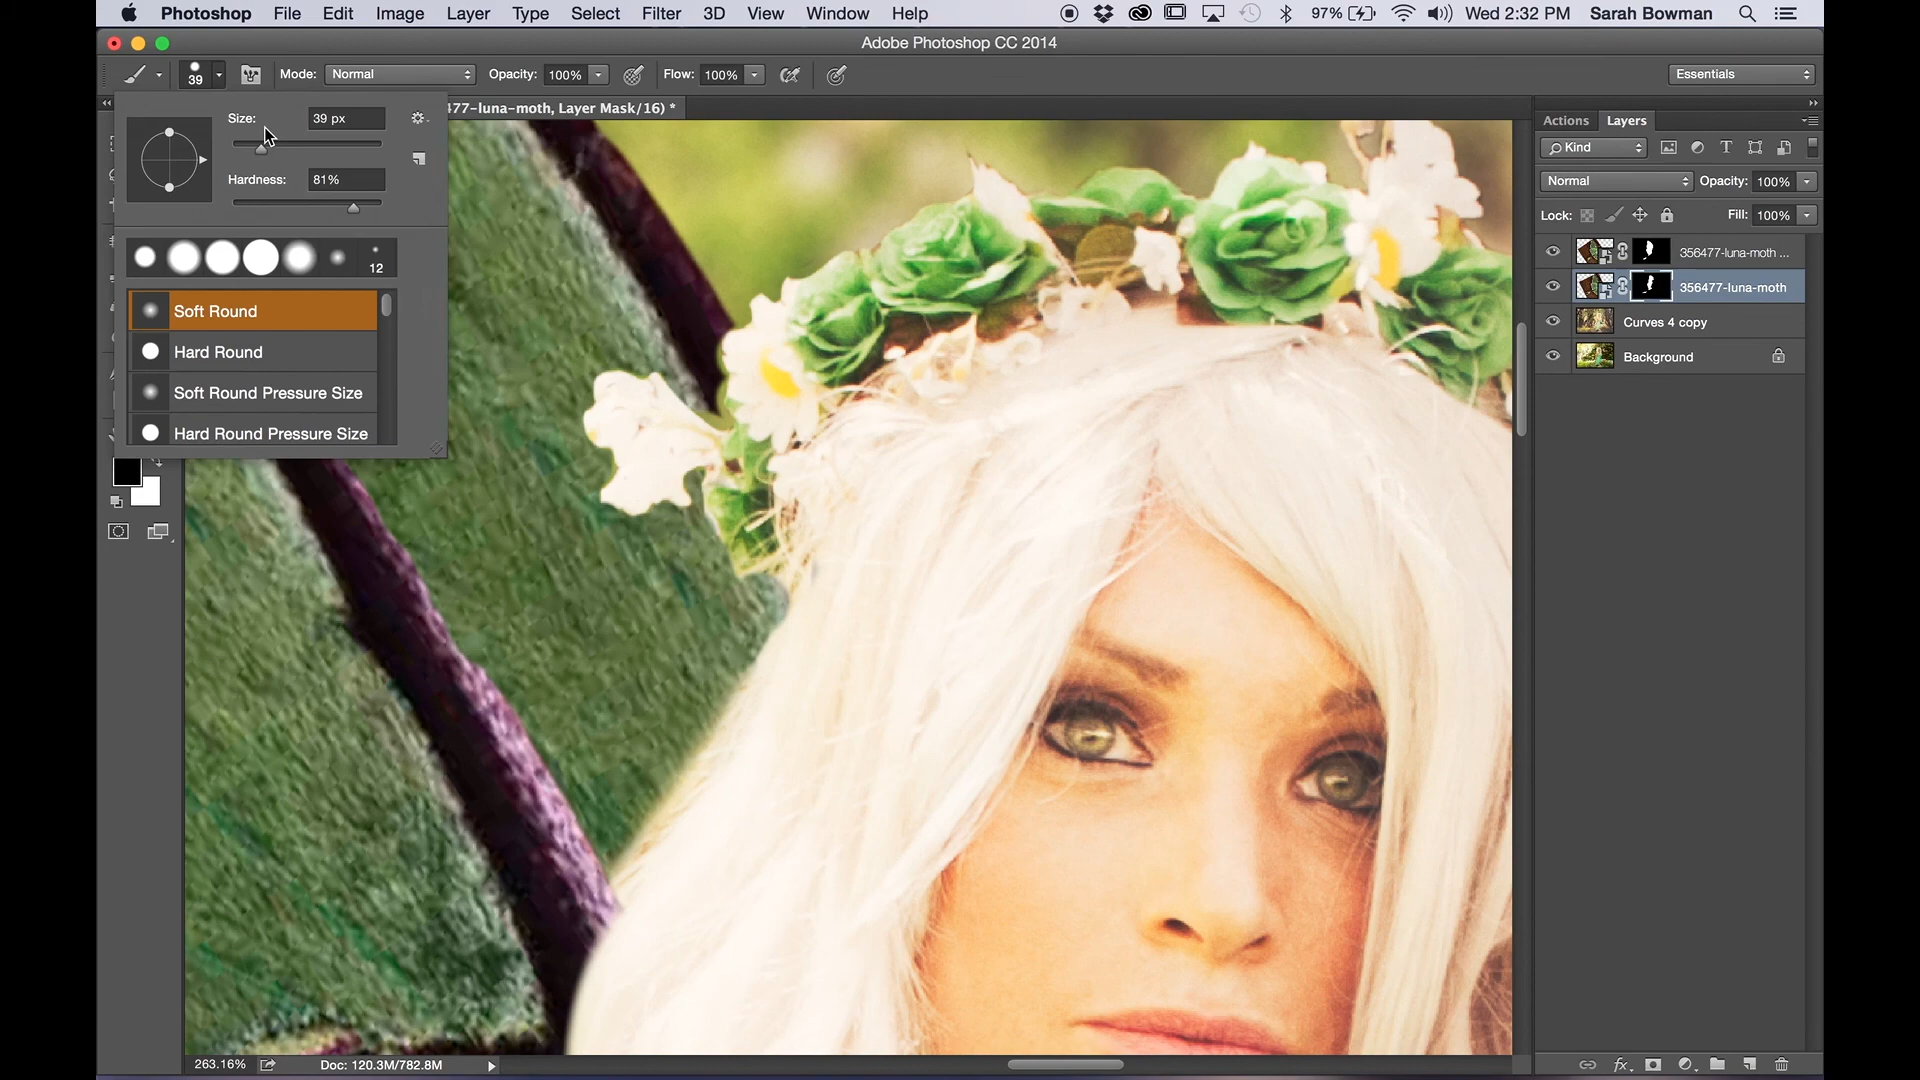 Photoshop File Edit Image Layer Type Select Filter 3D View Window Help 97% Wed 2:32 PM Sarah Bowman
Adobe Photoshop CC 2014
39 Mode: Normal Opacity: 100% Flow: 100% Essentials
77-luna-moth, Layer Mask/16) *
Size: 39 px
Hardness: 81%
12
Soft Round
Hard Round
Soft Round Pressure Size
Hard Round Pressure Size
Actions Layers
Kind
Normal Opacity: 100%
Lock: Fill: 100%
356477-luna-moth ...
356477-luna-moth
Curves 4 copy
Background
fx
263.16% Doc: 120.3M/782.8M